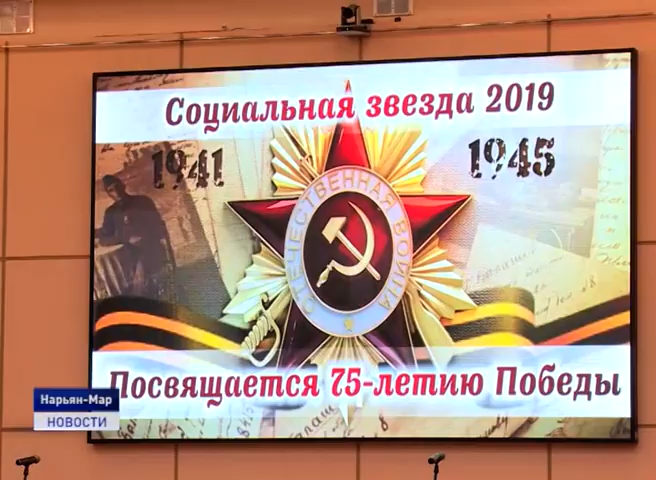 Социальная звезда 2019
1941
1945
ОТЕЧЕСТВЕННАЯ ВОЙНА
Посвящается 75-летию Победы
Нарьян-Мар
НОВОСТИ